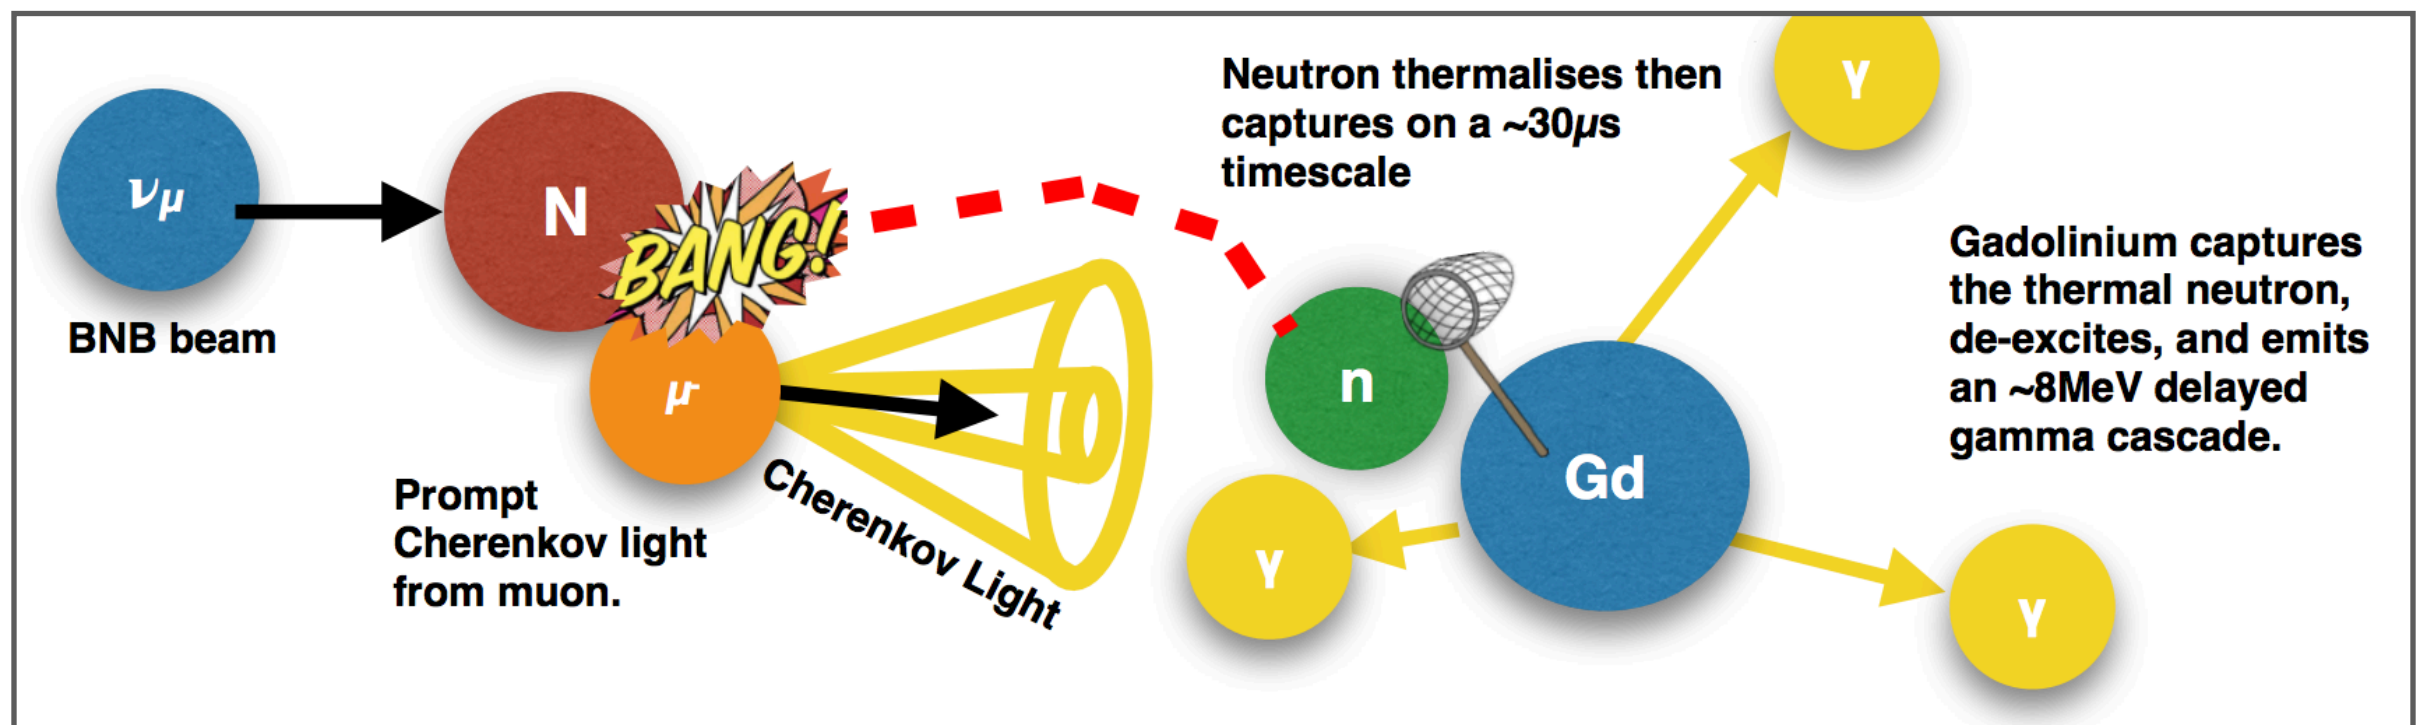 νμ
BNB beam
N
BANG!
μ-
Prompt
Cherenkov light
from muon.
Cherenkov Light
Neutron thermalises then
captures on a ~30μs
timescale
n
Gd
γ
γ
γ
Gadolinium captures
the thermal neutron,
de-excites, and emits
an ~8MeV delayed
gamma cascade.